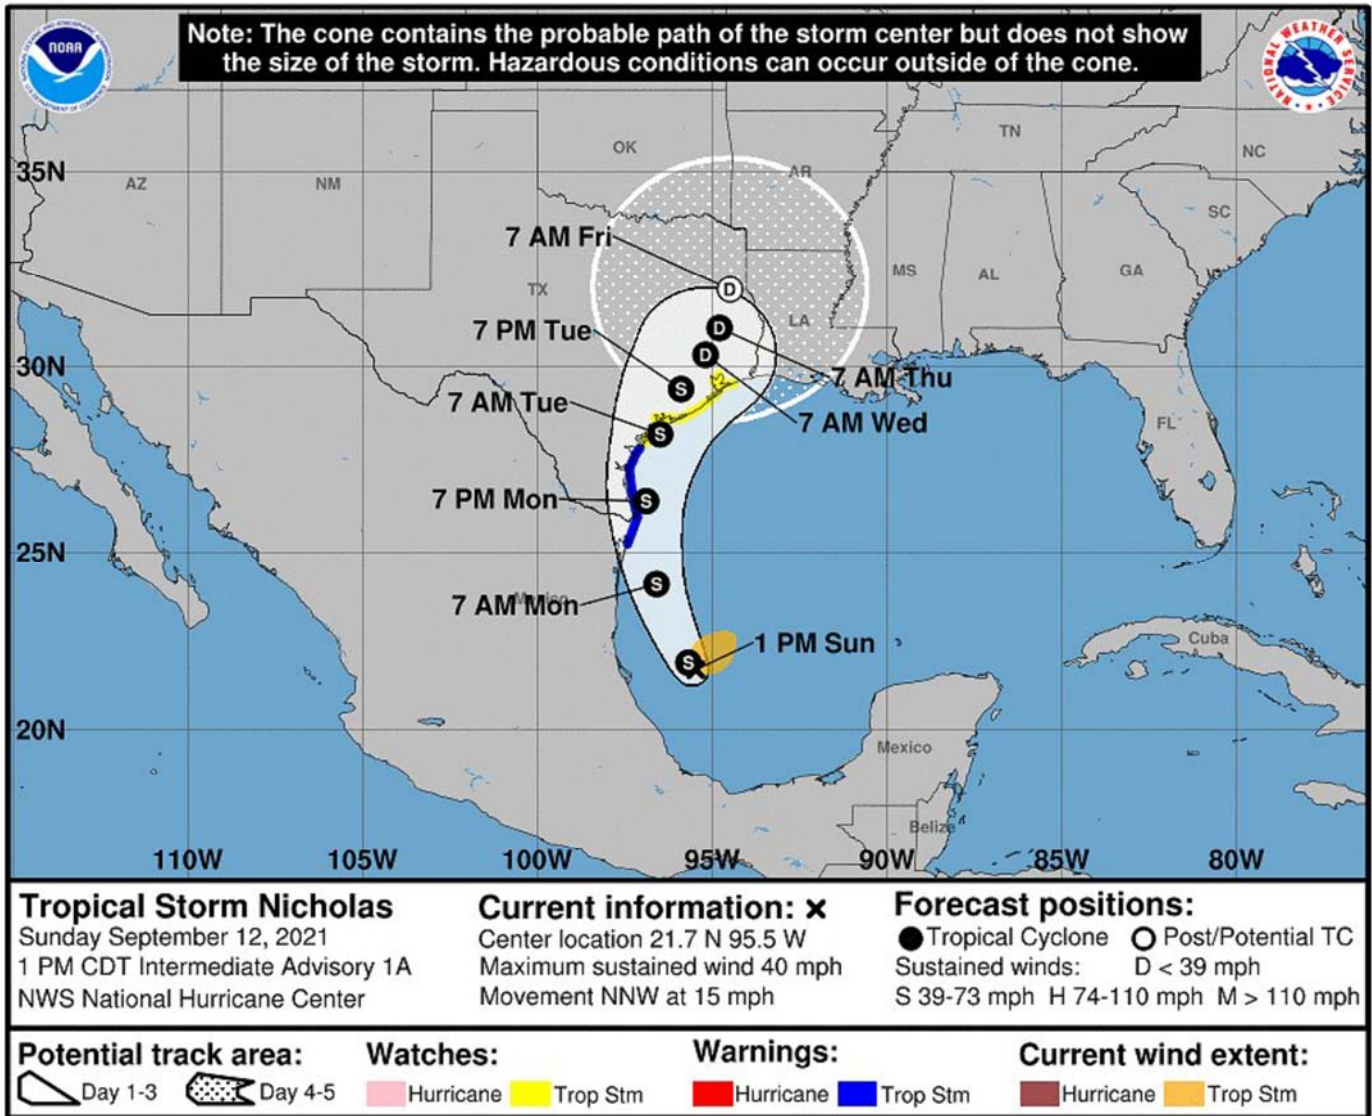 Note: The cone contains the probable path of the storm center but does not show
the size of the storm. Hazardous conditions can occur outside of the cone.
NOAA
NATIONAL WEATHER SERVICE
TN
OK
NC
35N
AR
AZ
NM
SC
7 AM Fri
D
MS
AL
GA
TX
7 PM Tue
D
LA
D
30N
7 AM Thu
S
7 AM Tue
7 AM Wed
FL
S
7 PM Mon
S
25N
S
Mexico
7 AM Mon
1 PM Sun
Cuba
S
20N
Mexico
Belize
110W 105W 100W 95W 90W 85W 80W
Tropical Storm Nicholas
Sunday September 12, 2021
1 PM CDT Intermediate Advisory 1A
NWS National Hurricane Center
Current information: x
Center location 21.7 N 95.5 W
Maximum sustained wind 40 mph
Movement NNW at 15 mph
Forecast positions:
Tropical Cyclone Post/Potential TC
Sustained winds: D < 39 mph
S 39-73 mph H 74-110 mph M > 110 mph
Potential track area:
Day 1-3 Day 4-5
Watches:
Hurricane Trop Stm
Warnings:
Hurricane Trop Stm
Current wind extent:
Hurricane Trop Stm